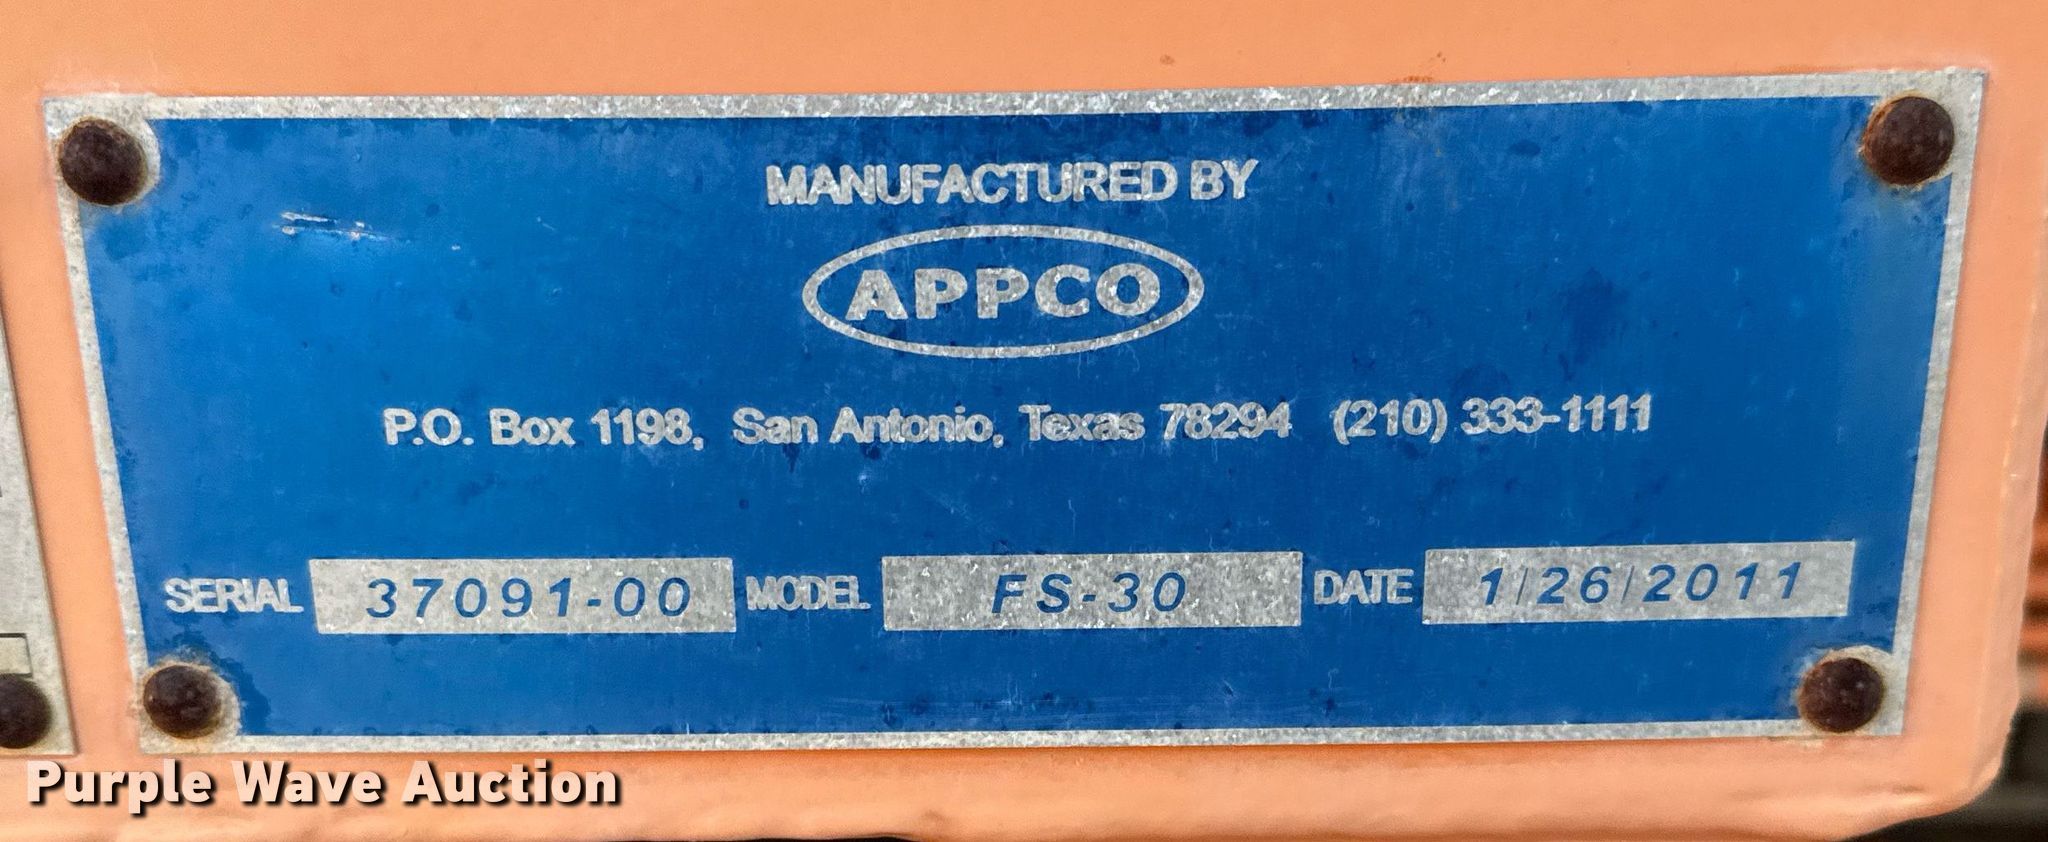 MANUFACTURED BY
APPCO
P.O. Box 1198, San Antonio, Texas 78294 (210) 333-1111
SERIAL 37091-00 MODEL FS-30 DATE 1/26/2011
Purple Wave Auction